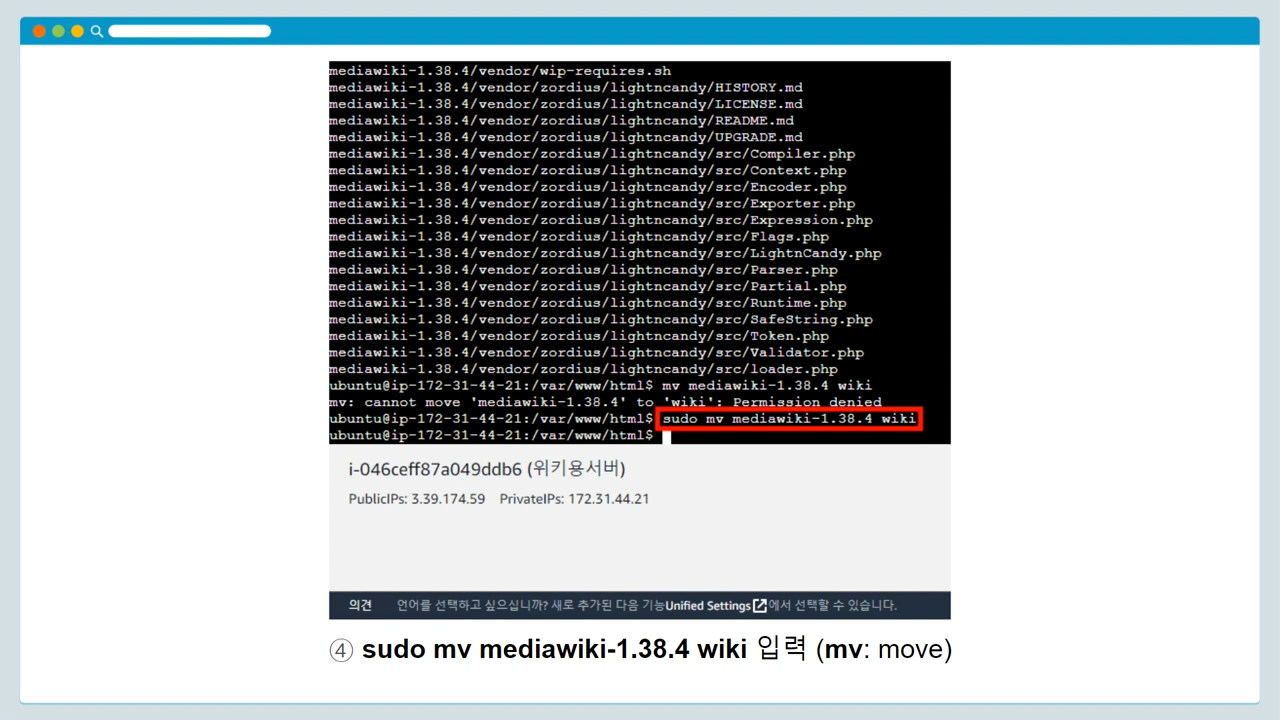 mediawiki-1.38.4/vendor/wip-requires.sh
mediawiki-1.38.4/vendor/zordius/lightncandy/HISTORY.md
mediawiki-1.38.4/vendor/zordius/lightncandy/LICENSE.md
mediawiki-1.38.4/vendor/zordius/lightncandy/README.md
mediawiki-1.38.4/vendor/zordius/lightncandy/UPGRADE.md
mediawiki-1.38.4/vendor/zordius/lightncandy/src/Compiler.php
mediawiki-1.38.4/vendor/zordius/lightncandy/src/Context.php
mediawiki-1.38.4/vendor/zordius/lightncandy/src/Encoder.php
mediawiki-1.38.4/vendor/zordius/lightncandy/src/Exporter.php
mediawiki-1.38.4/vendor/zordius/lightncandy/src/Expression.php
mediawiki-1.38.4/vendor/zordius/lightncandy/src/Flags.php
mediawiki-1.38.4/vendor/zordius/lightncandy/src/LightnCandy.php
mediawiki-1.38.4/vendor/zordius/lightncandy/src/Parser.php
mediawiki-1.38.4/vendor/zordius/lightncandy/src/Partial.php
mediawiki-1.38.4/vendor/zordius/lightncandy/src/Runtime.php
mediawiki-1.38.4/vendor/zordius/lightncandy/src/SafeString.php
mediawiki-1.38.4/vendor/zordius/lightncandy/src/Token.php
mediawiki-1.38.4/vendor/zordius/lightncandy/src/Validator.php
mediawiki-1.38.4/vendor/zordius/lightncandy/src/loader.php
ubuntu@ip-172-31-44-21:/var/www/html$ mv mediawiki-1.38.4 wiki
mv: cannot move 'mediawiki-1.38.4' to 'wiki': Permission denied
ubuntu@ip-172-31-44-21:/var/www/html$ sudo mv mediawiki-1.38.4 wiki
ubuntu@ip-172-31-44-21:/var/www/html$
i-046ceff87a049ddb6 (위키용서버)
PublicIPs: 3.39.174.59 PrivateIPs: 172.31.44.21
의견 언어를 선택하고 싶으십니까? 새로 추가된 다음 기능Unified Settings에서 선택할 수 있습니다.
④ sudo mv mediawiki-1.38.4 wiki 입력 (mv: move)